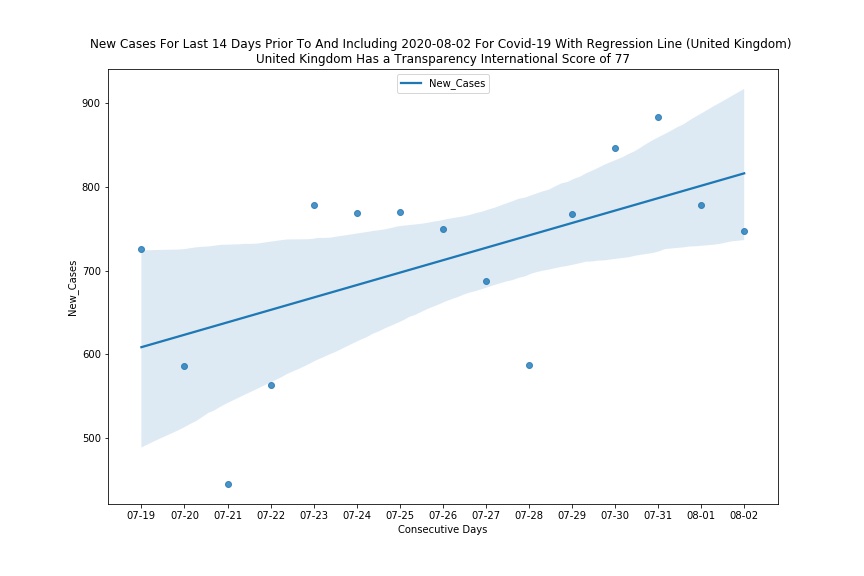 New Cases For Last 14 Days Prior To And Including 2020-08-02 For Covid-19 With Regression Line (United Kingdom)
United Kingdom Has a Transparency International Score of 77
New_Cases
900
800
700
600
500
New_Cases
07-19 07-20 07-21 07-22 07-23 07-24 07-25 07-26 07-27 07-28 07-29 07-30 07-31 08-01 08-02
Consecutive Days